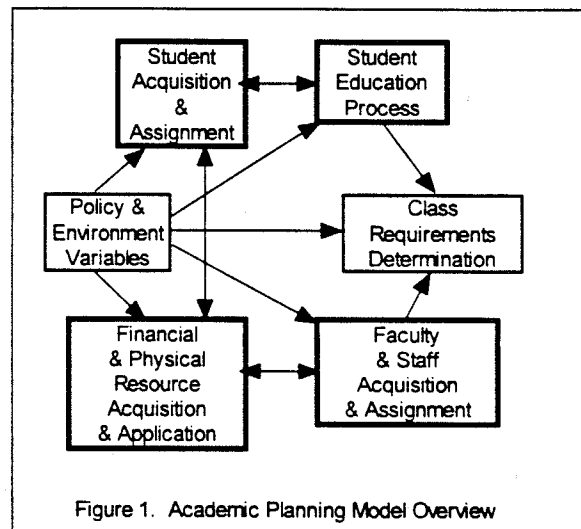 Student
Acquisition
&
Assignment
Student
Education
Process
Policy &
Environment
Variables
Class
Requirements
Determination
Financial
& Physical
Resource
Acquisition
& Application
Faculty
& Staff
Acquisition
& Assignment
Figure 1. Academic Planning Model Overview